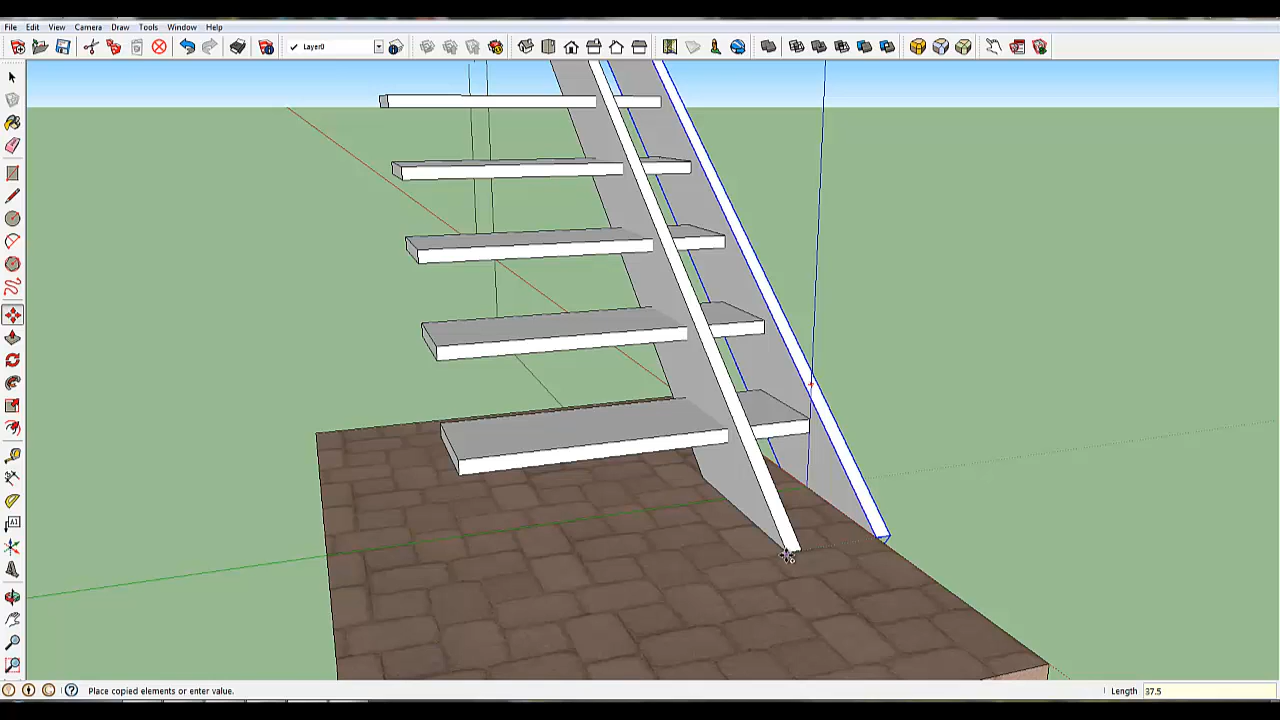 File Edit View Camera Draw Tools Window Help
Layer0
Place copied elements or enter value.
Length 37.5